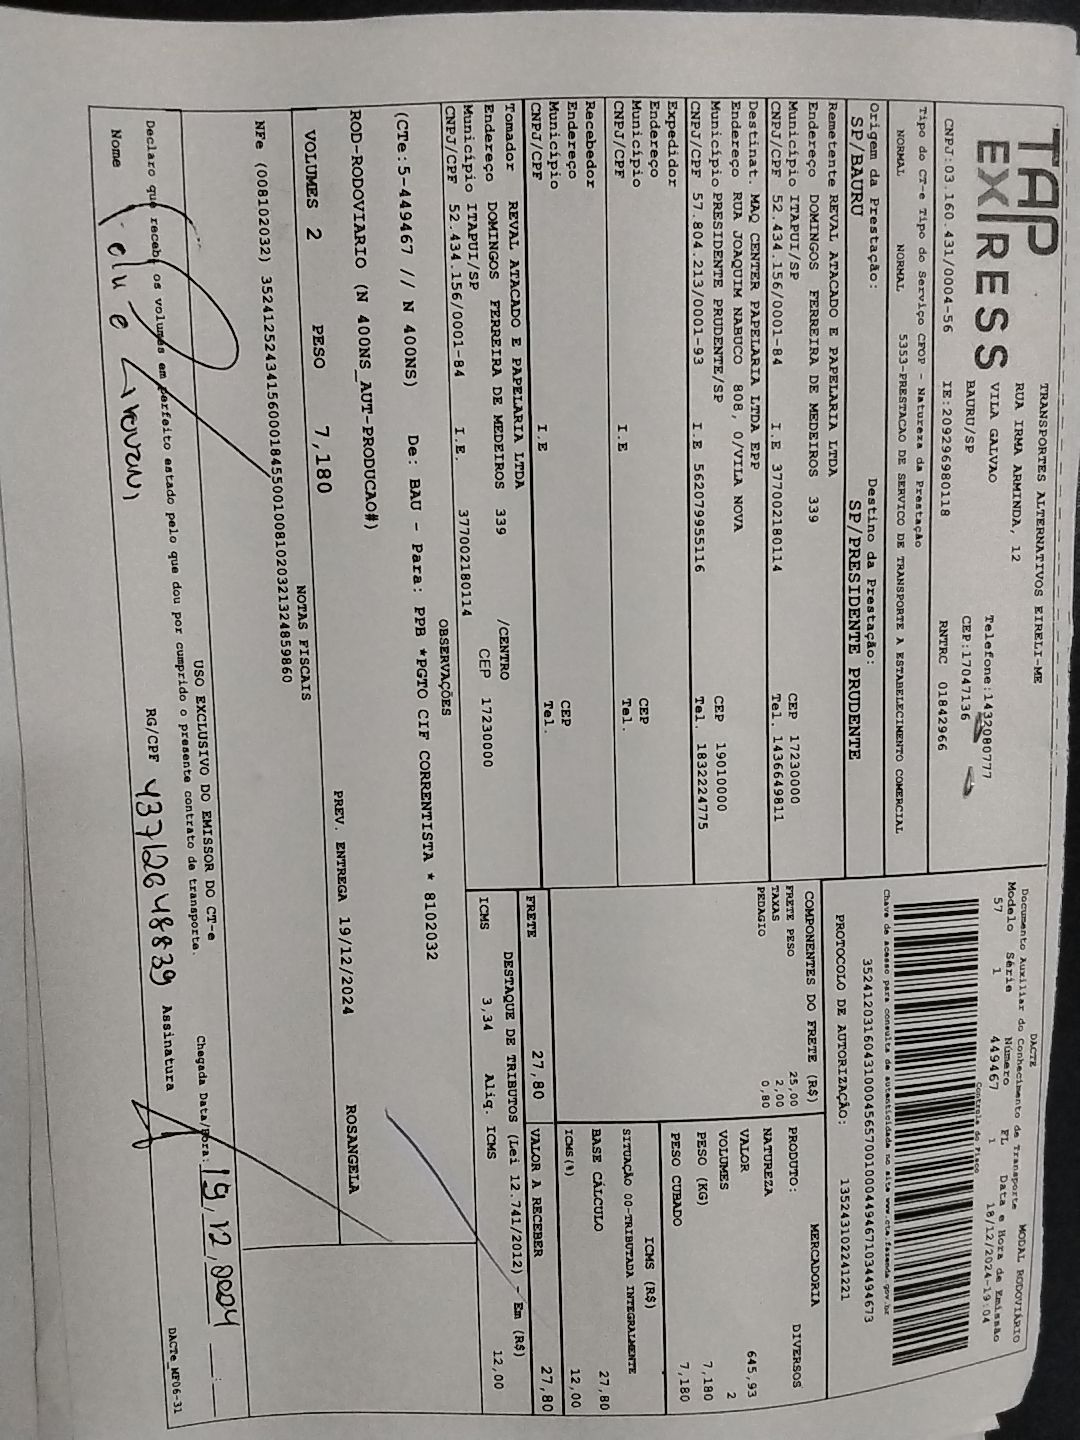 TAP
EXPRESS
TRANSPORTES ALTERNATIVOS EIRELI-ME
RUA IRMA ARMINDA, 12
VILA GALVAO
Telefone:1432080777
BAURU/SP
CEP:17047136
CNPJ:03.160.431/0004-56 IE:209296980118 RNTRC 01842966
Tipo do CT-e Tipo do Serviço CFOP - Natureza da Prestação
NORMAL NORMAL 5353-PRESTACAO DE SERVICO DE TRANSPORTE A ESTABELECIMENTO COMERCIAL
Origem da Prestação: Destino da Prestação:
SP/BAURU SP/PRESIDENTE PRUDENTE
DACTE MODAL RODOVIÁRIO
Documento Auxiliar do Conhecimento de Transporte
Modelo Série Número FL Data e Hora de Emissão
57 1 449467 1 18/12/2024-19:04
Controle do Fisco
Chave de acesso para consulta de autenticidade no site www.cte.fazenda.gov.br
35241203160431000456570010004494671034494673
PROTOCOLO DE AUTORIZAÇÃO: 135243102241221
Remetente REVAL ATACADO E PAPELARIA LTDA
Endereço DOMINGOS FERREIRA DE MEDEIROS 339
Município ITAPUI/SP CEP 17230000
CNPJ/CPF 52.434.156/0001-84 I.E 377002180114 Tel. 1436649811
Destinat. MAQ CENTER PAPELARIA LTDA EPP
Endereço RUA JOAQUIM NABUCO 808, 0/VILA NOVA
Município PRESIDENTE PRUDENTE/SP CEP 19010000
CNPJ/CPF 57.804.213/0001-93 I.E 562079955116 Tel. 1832224775
Expedidor
Endereço
Município CEP
CNPJ/CPF I.E Tel.
Recebedor
Endereço
Município CEP
CNPJ/CPF I.E Tel.
Tomador REVAL ATACADO E PAPELARIA LTDA
Endereço DOMINGOS FERREIRA DE MEDEIROS 339 /CENTRO
Município ITAPUI/SP CEP 17230000
CNPJ/CPF 52.434.156/0001-84 I.E. 377002180114
COMPONENTES DO FRETE (R$)
FRETE PESO 25,00
TAXAS 2,00
PEDAGIO 0,80
MERCADORIA
PRODUTO: DIVERSOS
NATUREZA
VALOR 645,93
VOLUMES 2
PESO (KG) 7,180
PESO CUBADO 7,180
ICMS (R$)
SITUAÇÃO 00-TRIBUTADA INTEGRALMENTE
BASE CÁLCULO 27,80
ICMS(%) 12,00
FRETE 27,80 VALOR A RECEBER 27,80
DESTAQUE DE TRIBUTOS (Lei 12.741/2012) - Em (R$)
ICMS 3,34 Aliq. ICMS 12,00
OBSERVAÇÕES
(CTe:5-449467 // N 400NS) De: BAU - Para: PPB *PGTO CIF CORRENTISTA * 8102032
ROD-RODOVIARIO (N 400NS_AUT-PRODUCAO#)
PREV. ENTREGA 19/12/2024 ROSANGELA
VOLUMES 2 PESO 7,180
NOTAS FISCAIS
NFe (008102032) 35241252434156000184550010081020321324859860
USO EXCLUSIVO DO EMISSOR DO CT-e
Declaro que recebi os volumes em perfeito estado pelo que dou por cumprido o presente contrato de transporte.
Chegada Data/Hora: 19/12/2024
Nome RG/CPF 43712648839 Assinatura
DACTe_MF06-31